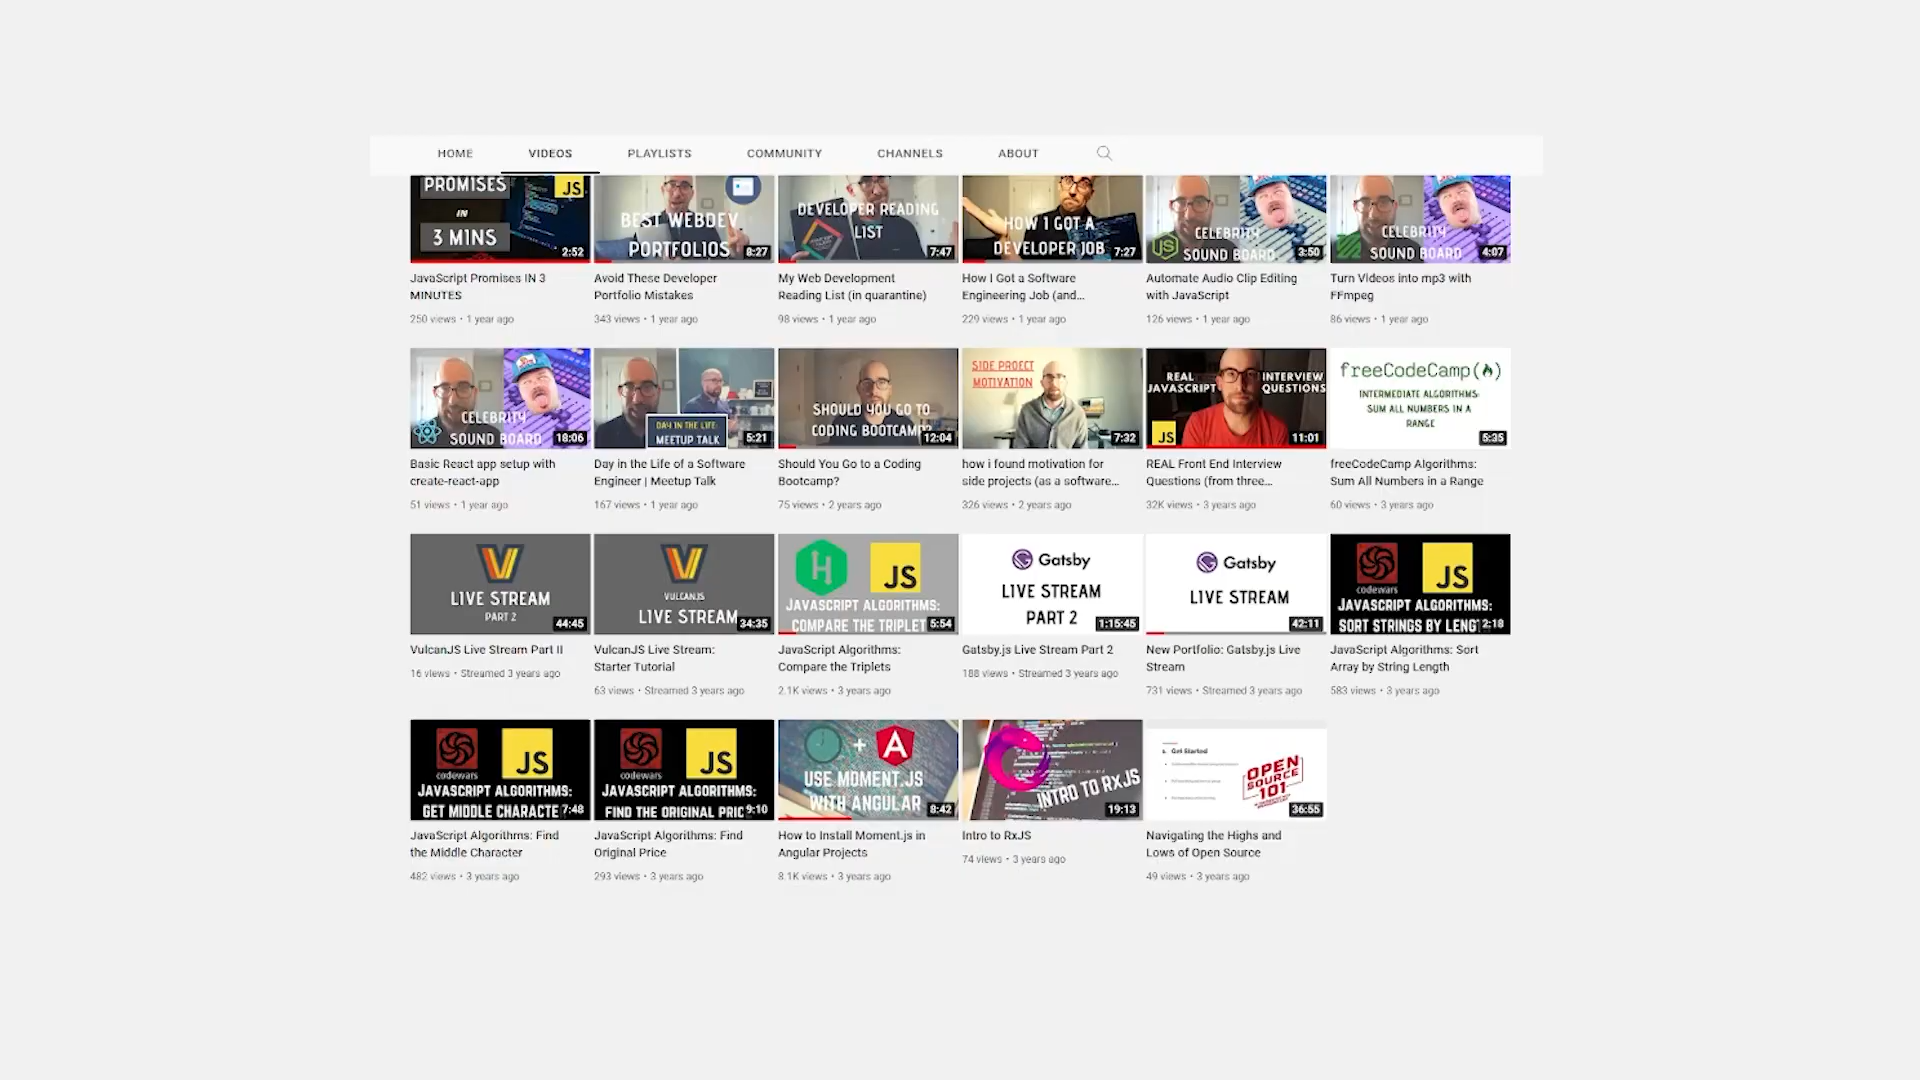 HOME VIDEOS PLAYLISTS COMMUNITY CHANNELS ABOUT
PROMISES
JS
IN
3 MINS
2:52
BEST WEBDEV
PORTFOLIOS
8:27
DEVELOPER READING
LIST
7:47
HOW I GOT A
DEVELOPER JOB
7:27
CELEBRITY
SOUND BOARD
3:50
CELEBRITY
SOUND BOARD
4:07
JavaScript Promises IN 3
MINUTES
250 views • 1 year ago
Avoid These Developer
Portfolio Mistakes
343 views • 1 year ago
My Web Development
Reading List (in quarantine)
98 views • 1 year ago
How I Got a Software
Engineering Job (and...
229 views • 1 year ago
Automate Audio Clip Editing
with JavaScript
126 views • 1 year ago
Turn Videos into mp3 with
FFmpeg
86 views • 1 year ago
CELEBRITY
SOUND BOARD
18:06
DAY IN THE LIFE:
MEETUP TALK
5:21
SHOULD YOU GO TO
CODING BOOTCAMP?
12:04
SIDE PROECT
MOTIVATION
7:32
REAL
JAVASCRIPT
INTERVIEW
QUESTIONS
JS
11:01
freeCodeCamp
INTERMEDIATE ALGORITHMS:
SUM ALL NUMBERS IN A
RANGE
5:35
Basic React app setup with
create-react-app
51 views • 1 year ago
Day in the Life of a Software
Engineer | Meetup Talk
167 views • 1 year ago
Should You Go to a Coding
Bootcamp?
75 views • 2 years ago
how i found motivation for
side projects (as a software...
326 views • 2 years ago
REAL Front End Interview
Questions (from three...
32K views • 3 years ago
freeCodeCamp Algorithms:
Sum All Numbers in a Range
60 views • 3 years ago
LIVE STREAM
PART 2
44:45
VULCANJS
LIVE STREAM
34:35
H
JS
JAVASCRIPT ALGORITHMS:
COMPARE THE TRIPLET
5:54
Gatsby
LIVE STREAM
PART 2
1:15:45
Gatsby
LIVE STREAM
42:11
codewars
JS
JAVASCRIPT ALGORITHMS:
SORT STRINGS BY LENG
2:18
VulcanJS Live Stream Part II
16 views • Streamed 3 years ago
VulcanJS Live Stream:
Starter Tutorial
63 views • Streamed 3 years ago
JavaScript Algorithms:
Compare the Triplets
2.1K views • 3 years ago
Gatsby.js Live Stream Part 2
188 views • Streamed 3 years ago
New Portfolio: Gatsby.js Live
Stream
731 views • Streamed 3 years ago
JavaScript Algorithms: Sort
Array by String Length
583 views • 3 years ago
codewars
JS
JAVASCRIPT ALGORITHMS:
GET MIDDLE CHARACTE
7:48
codewars
JS
JAVASCRIPT ALGORITHMS:
FIND THE ORIGINAL PRIC
9:10
+ A
USE MOMENT.JS
WITH ANGULAR
8:42
INTRO TO RXJS
19:13
Get Started
OPEN
SOURCE
101
36:55
JavaScript Algorithms: Find
the Middle Character
482 views • 3 years ago
JavaScript Algorithms: Find
Original Price
293 views • 3 years ago
How to Install Moment.js in
Angular Projects
8.1K views • 3 years ago
Intro to RxJS
74 views • 3 years ago
Navigating the Highs and
Lows of Open Source
49 views • 3 years ago